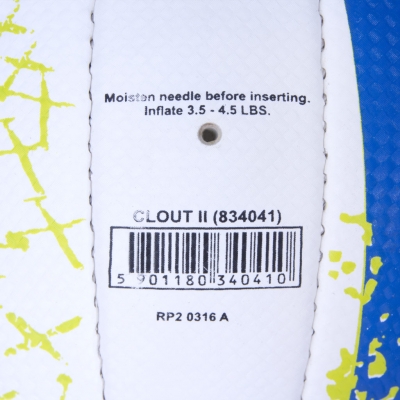 Moisten needle before inserting.
Inflate 3.5 - 4.5 LBS.
CLOUT II (834041)
5 901180 340410
RP2 0316 A